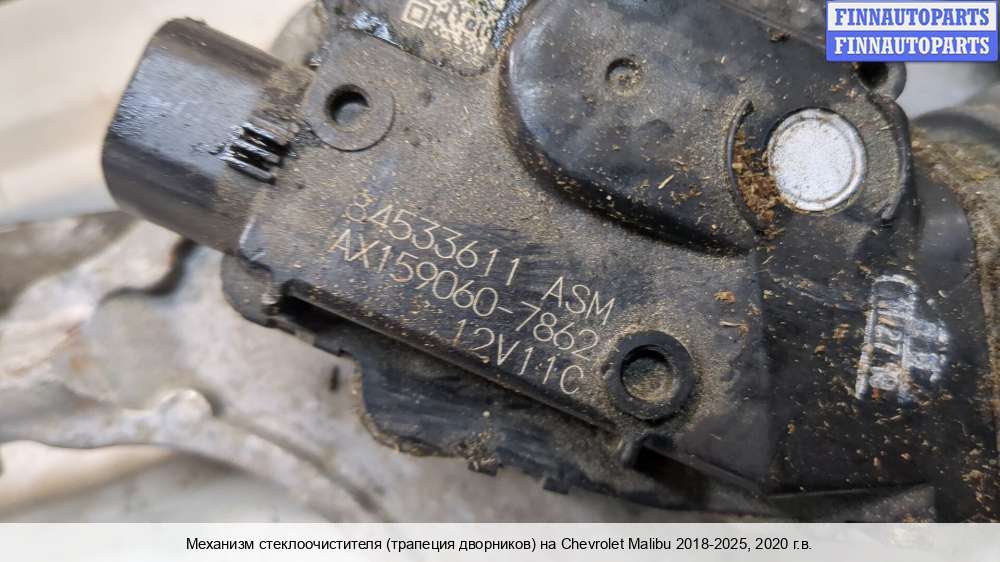 FINNAUTOPARTS
FINNAUTOPARTS
84533611 ASM
AX159060-7862
12V11C
Механизм стеклоочистителя (трапеция дворников) на Chevrolet Malibu 2018-2025, 2020 г.в.